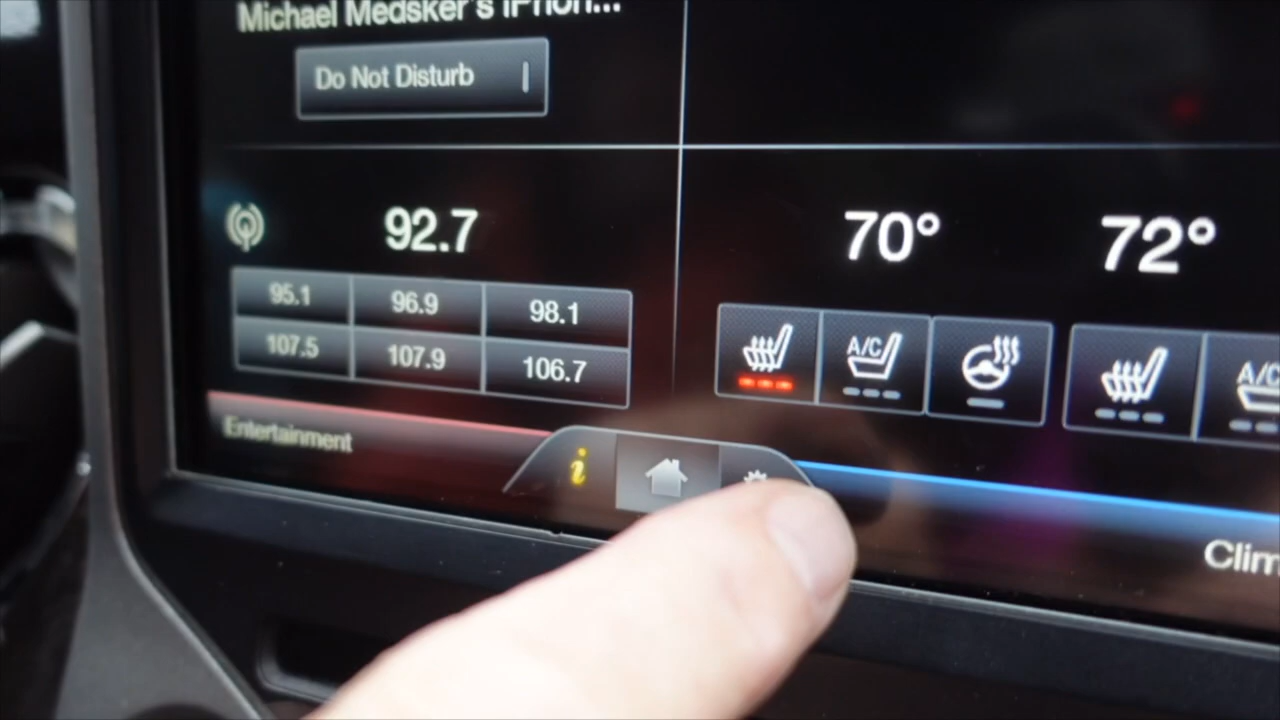 Michael Medsker's iPhon...
Do Not Disturb
92.7
70° 72°
95.1 96.9 98.1
107.5 107.9 106.7
A/C A/C
Entertainment
i
Clim